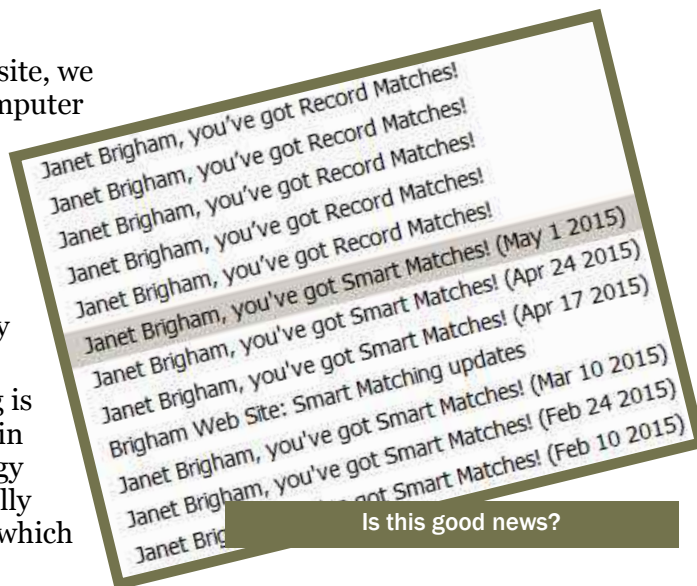 site, we
mputer
y
g is
in
gy
lly
which
Janet Brigham, you've got Record Matches!
Janet Brigham, you've got Record Matches!
Janet Brigham, you've got Record Matches!
Janet Brigham, you've got Record Matches!
Janet Brigham, you've got Record Matches!
Janet Brigham, you've got Smart Matches! (May 1 2015)
Janet Brigham, you've got Smart Matches! (Apr 24 2015)
Janet Brigham, you've got Smart Matches! (Apr 17 2015)
Brigham Web Site: Smart Matching updates
Janet Brigham, you've got Smart Matches! (Mar 10 2015)
Janet Brigham, you've got Smart Matches! (Feb 24 2015)
Janet Brig got Smart Matches! (Feb 10 2015)
Is this good news?